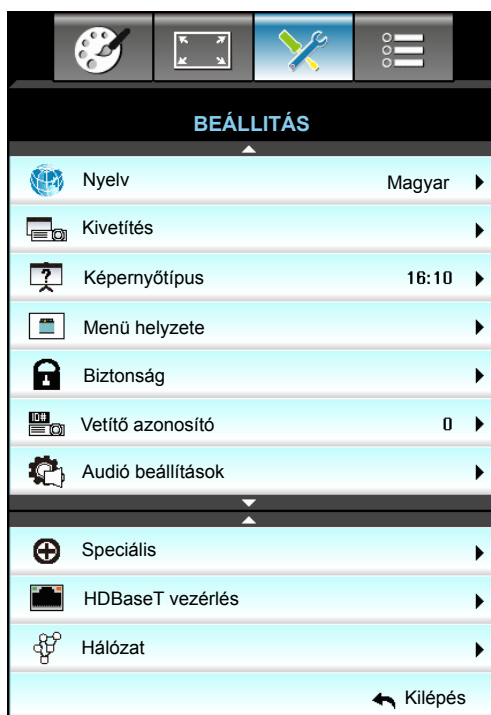 BEÁLLITÁS
Nyelv Magyar
Kivetítés
?
Képernyőtípus 16:10
Menü helyzete
Biztonság
ID#
Vetítő azonosító 0
Audió beállítások
Speciális
HDBaseT vezérlés
Hálózat
Kilépés